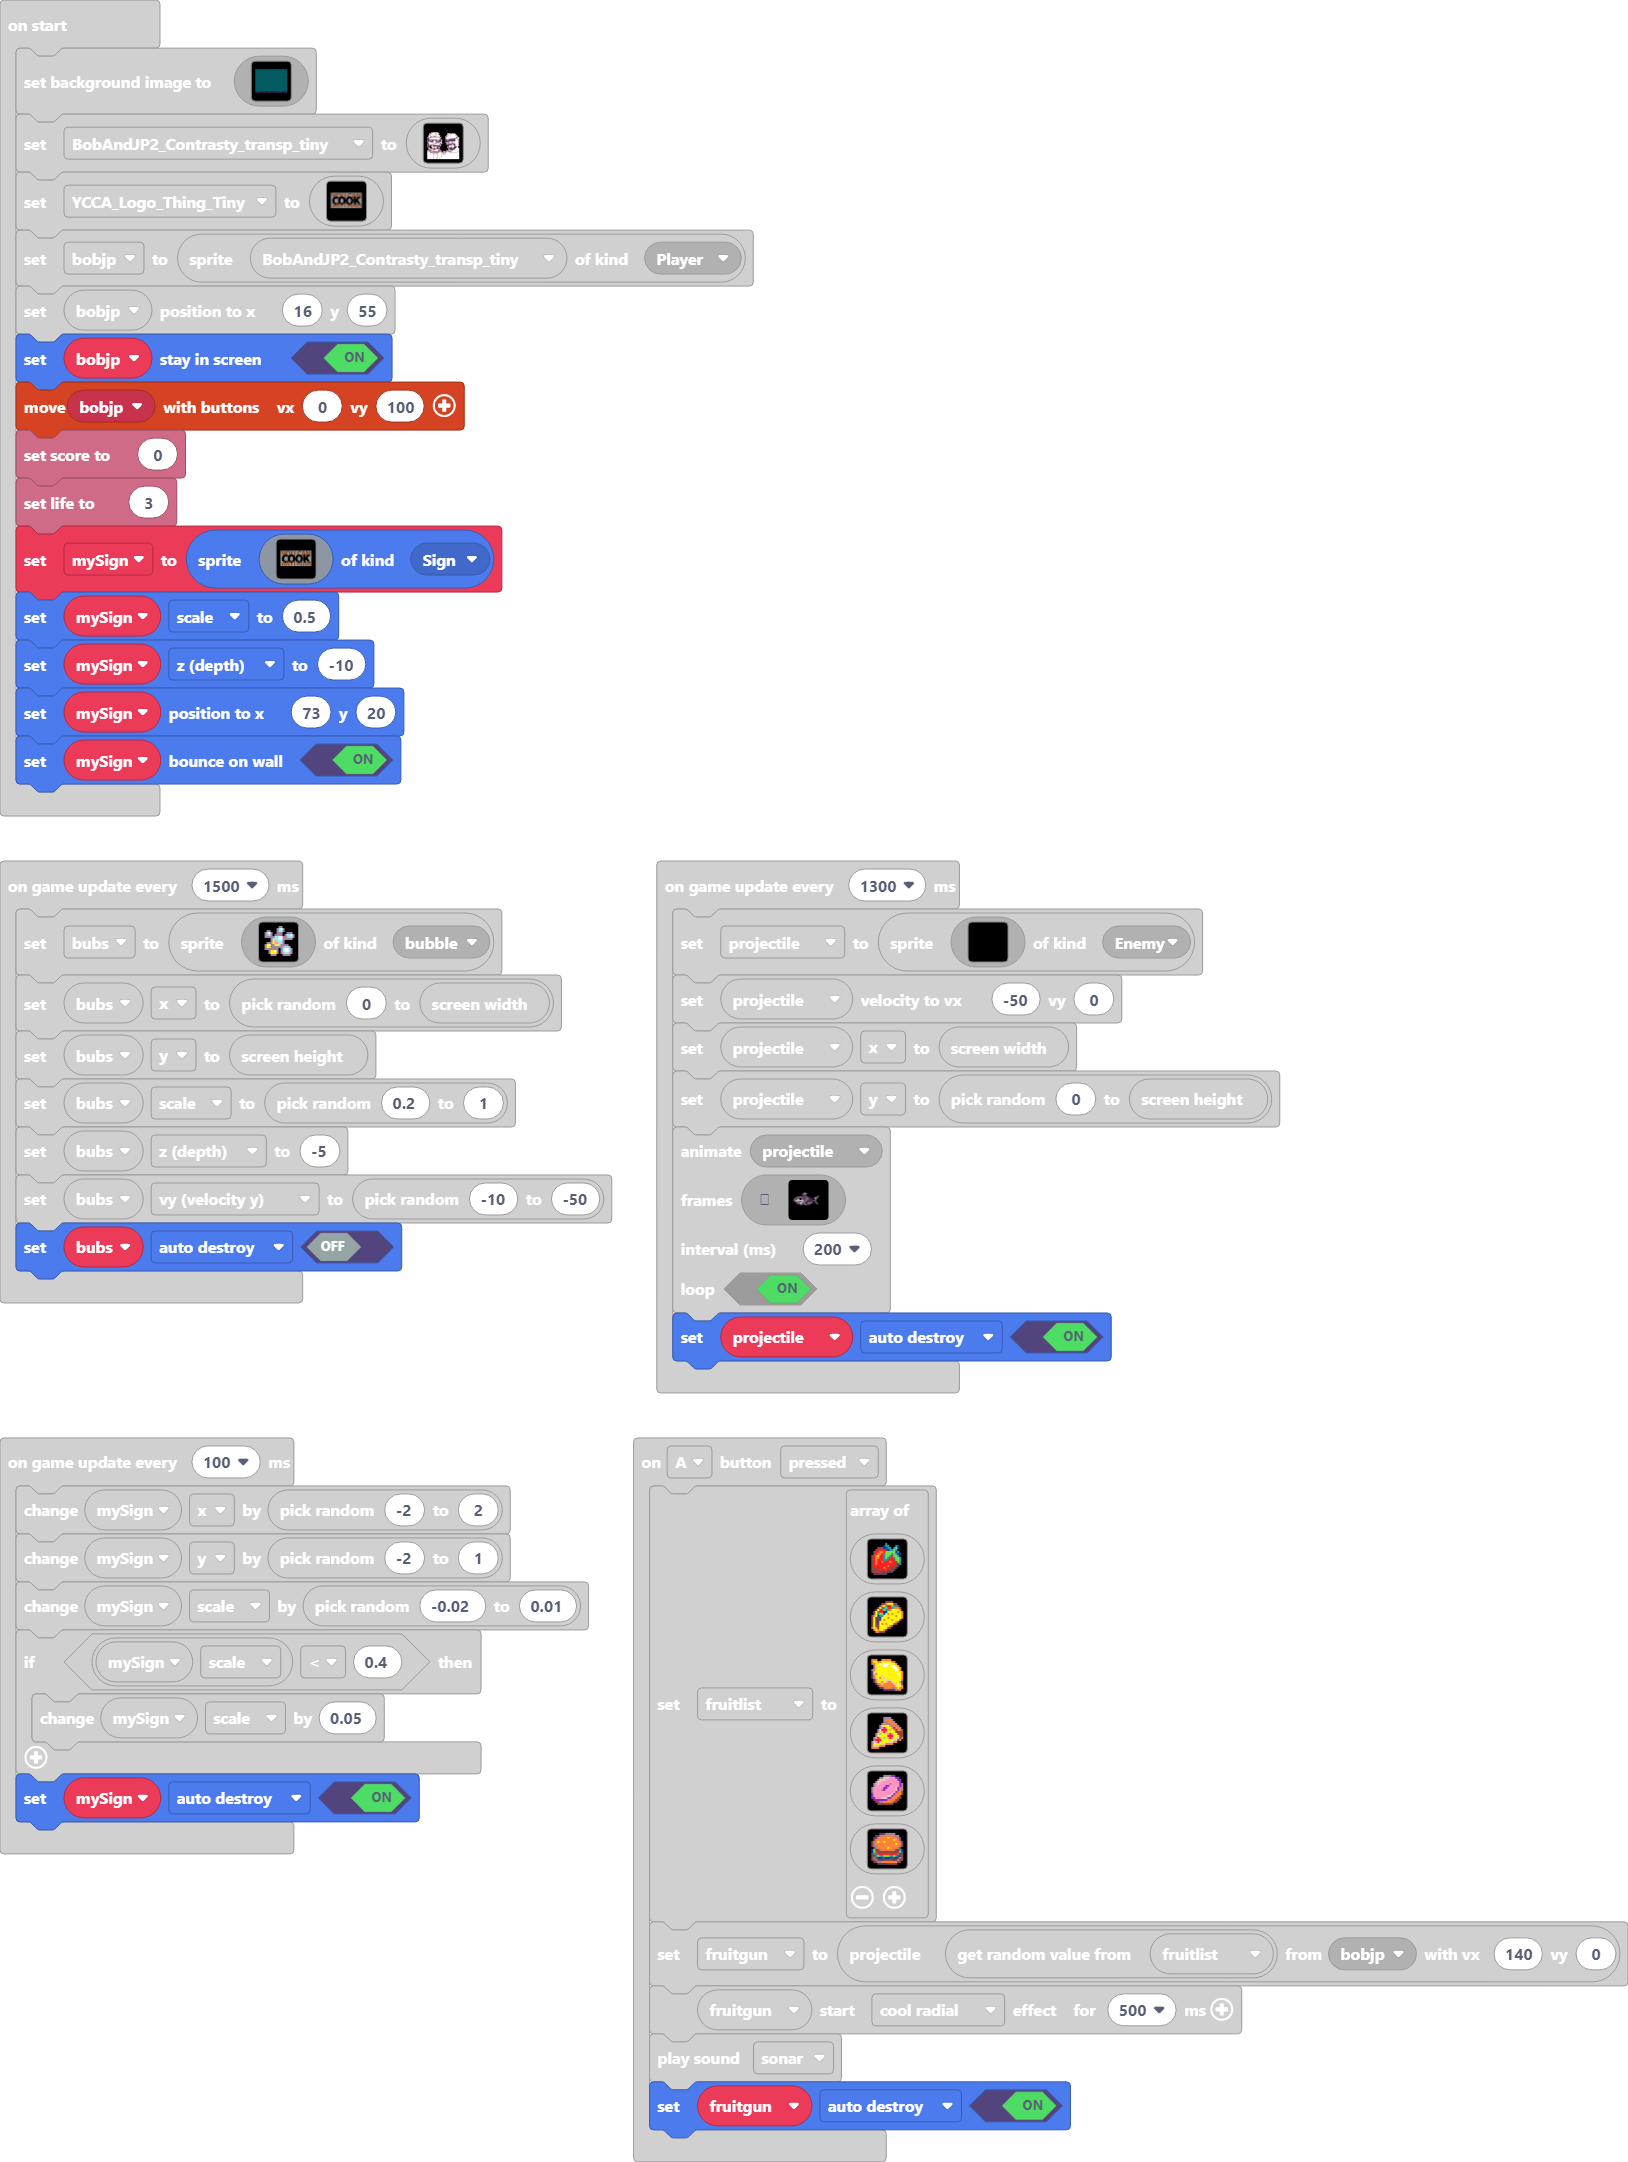 on start
set background image to
set BobAndJP2_Contrasty_transp_tiny to
set YCCA_Logo_Thing_Tiny to COOK
set bobjp to sprite BobAndJP2_Contrasty_transp_tiny of kind Player
set bobjp position to x 16 y 55
set bobjp stay in screen ON
move bobjp with buttons vx 0 vy 100
set score to 0
set life to 3
set mySign to sprite COOK of kind Sign
set mySign scale to 0.5
set mySign z (depth) to -10
set mySign position to x 73 y 20
set mySign bounce on wall ON
on game update every 1500 ms
set bubs to sprite of kind bubble
set bubs x to pick random 0 to screen width
set bubs y to screen height
set bubs scale to pick random 0.2 to 1
set bubs z (depth) to -5
set bubs vy (velocity y) to pick random -10 to -50
set bubs auto destroy OFF
on game update every 1300 ms
set projectile to sprite of kind Enemy
set projectile velocity to vx -50 vy 0
set projectile x to screen width
set projectile y to pick random 0 to screen height
animate projectile
frames
interval (ms) 200
loop ON
set projectile auto destroy ON
on game update every 100 ms
change mySign x by pick random -2 to 2
change mySign y by pick random -2 to 1
change mySign scale by pick random -0.02 to 0.01
if mySign scale < 0.4 then
change mySign scale by 0.05
set mySign auto destroy ON
on A button pressed
array of
set fruitlist to
set fruitgun to projectile get random value from fruitlist from bobjp with vx 140 vy 0
fruitgun start cool radial effect for 500 ms
play sound sonar
set fruitgun auto destroy ON